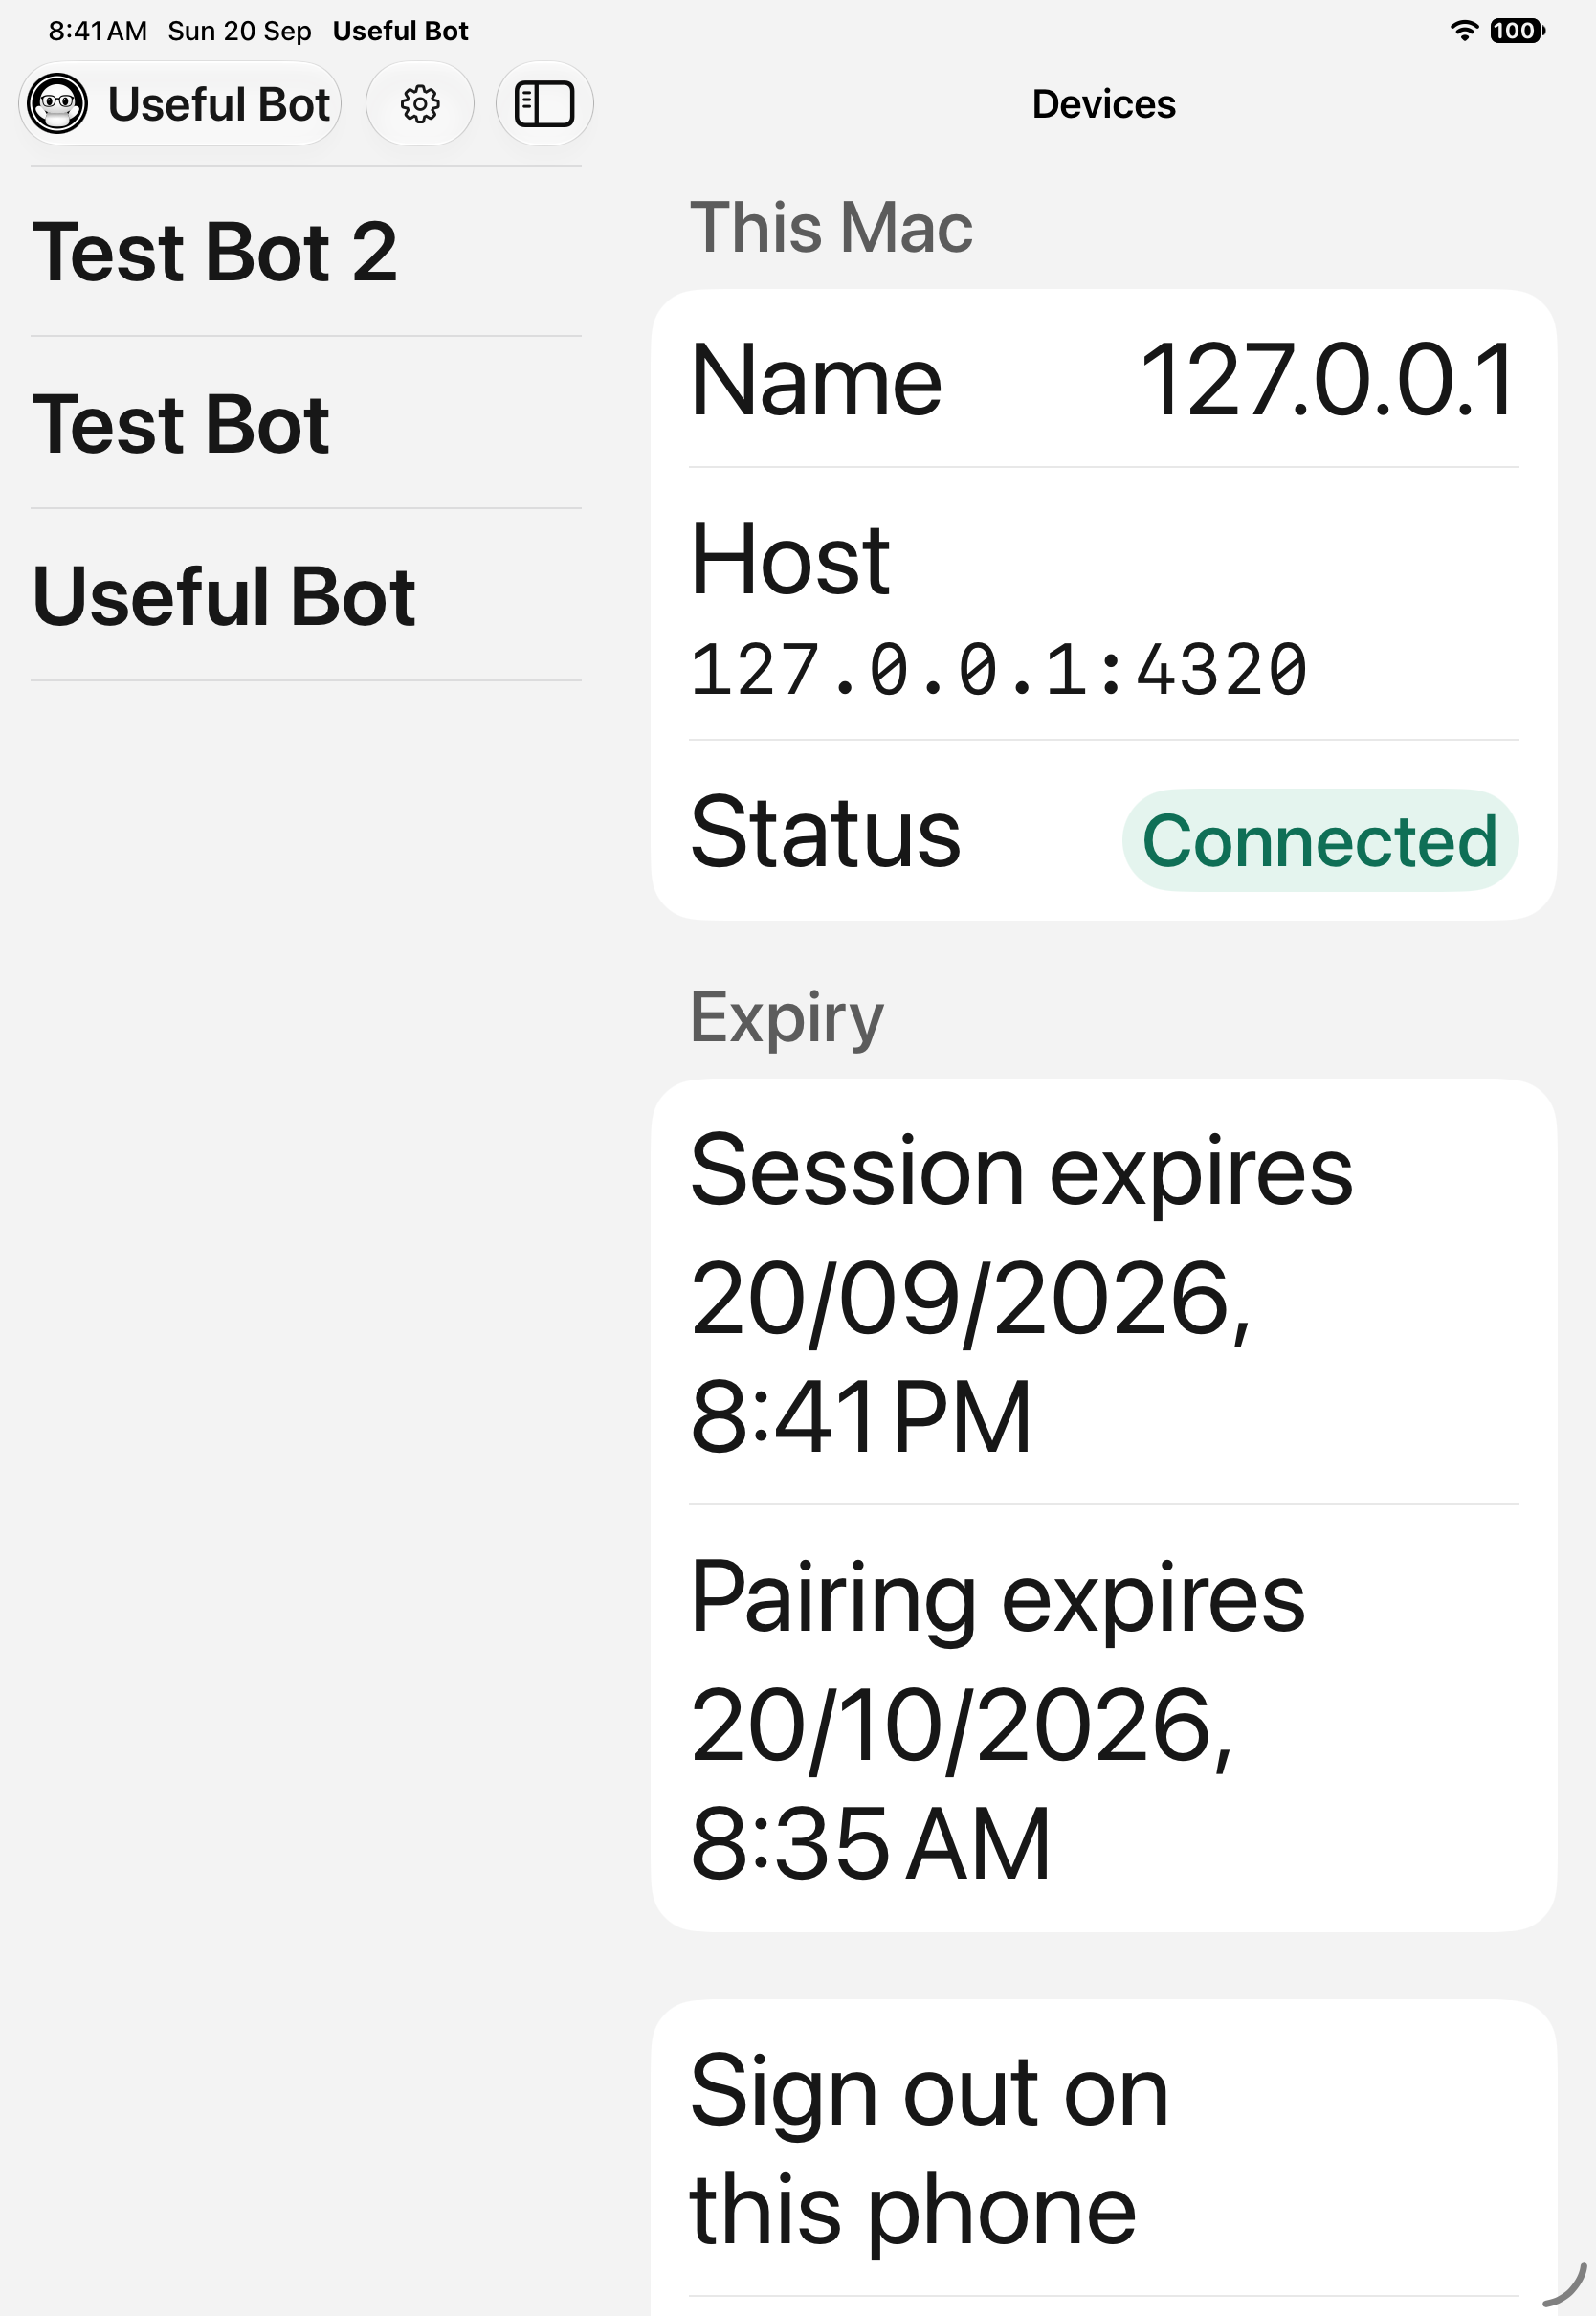 8:41 AM Sun 20 Sep Useful Bot
100
Useful Bot
Devices
Test Bot 2
Test Bot
Useful Bot
This Mac
Name 127.0.0.1
Host
127.0.0.1:4320
Status Connected
Expiry
Session expires
20/09/2026,
8:41 PM
Pairing expires
20/10/2026,
8:35 AM
Sign out on
this phone